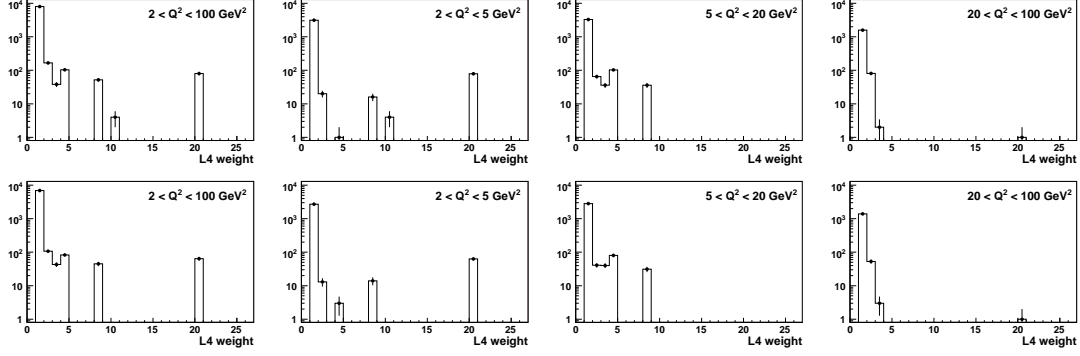 10⁴ 10³ 10² 10 1
2 < Q² < 100 GeV²
0 5 10 15 20 25
L4 weight
10⁴ 10³ 10² 10 1
2 < Q² < 5 GeV²
0 5 10 15 20 25
L4 weight
10⁴ 10³ 10² 10 1
5 < Q² < 20 GeV²
0 5 10 15 20 25
L4 weight
10⁴ 10³ 10² 10 1
20 < Q² < 100 GeV²
0 5 10 15 20 25
L4 weight
10⁴ 10³ 10² 10 1
2 < Q² < 100 GeV²
0 5 10 15 20 25
L4 weight
10⁴ 10³ 10² 10 1
2 < Q² < 5 GeV²
0 5 10 15 20 25
L4 weight
10⁴ 10³ 10² 10 1
5 < Q² < 20 GeV²
0 5 10 15 20 25
L4 weight
10⁴ 10³ 10² 10 1
20 < Q² < 100 GeV²
0 5 10 15 20 25
L4 weight